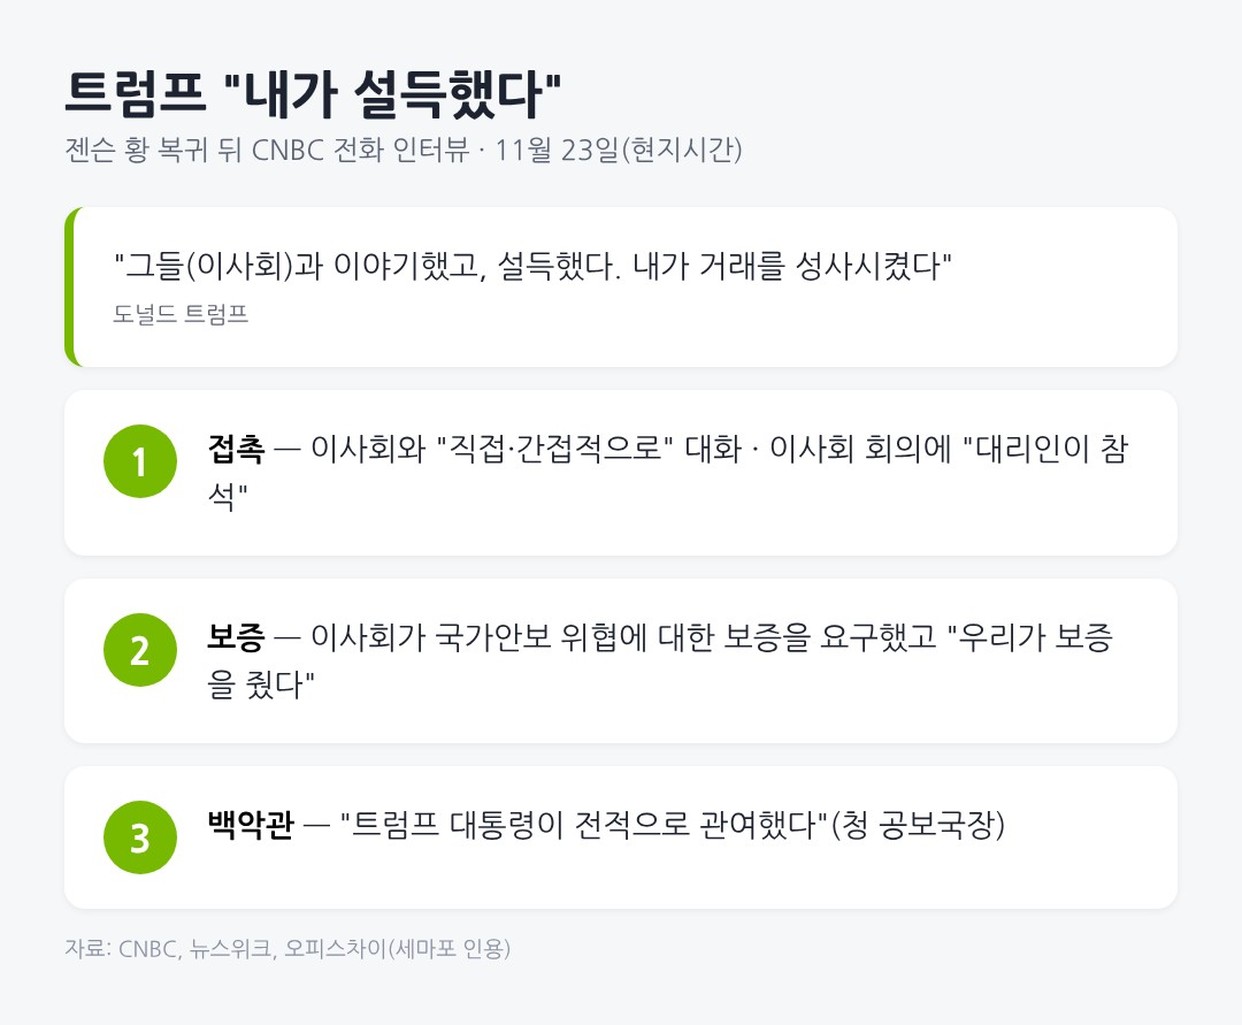 트럼프 "내가 설득했다"
젠슨 황 복귀 뒤 CNBC 전화 인터뷰 · 11월 23일(현지시간)
"그들(이사회)과 이야기했고, 설득했다. 내가 거래를 성사시켰다"
도널드 트럼프
1
접촉 — 이사회와 "직접·간접적으로" 대화 · 이사회 회의에 "대리인이 참
석"
2
보증 — 이사회가 국가안보 위협에 대한 보증을 요구했고 "우리가 보증
을 줬다"
3
백악관 — "트럼프 대통령이 전적으로 관여했다"(청 공보국장)
자료: CNBC, 뉴스위크, 오피스차이(세마포 인용)